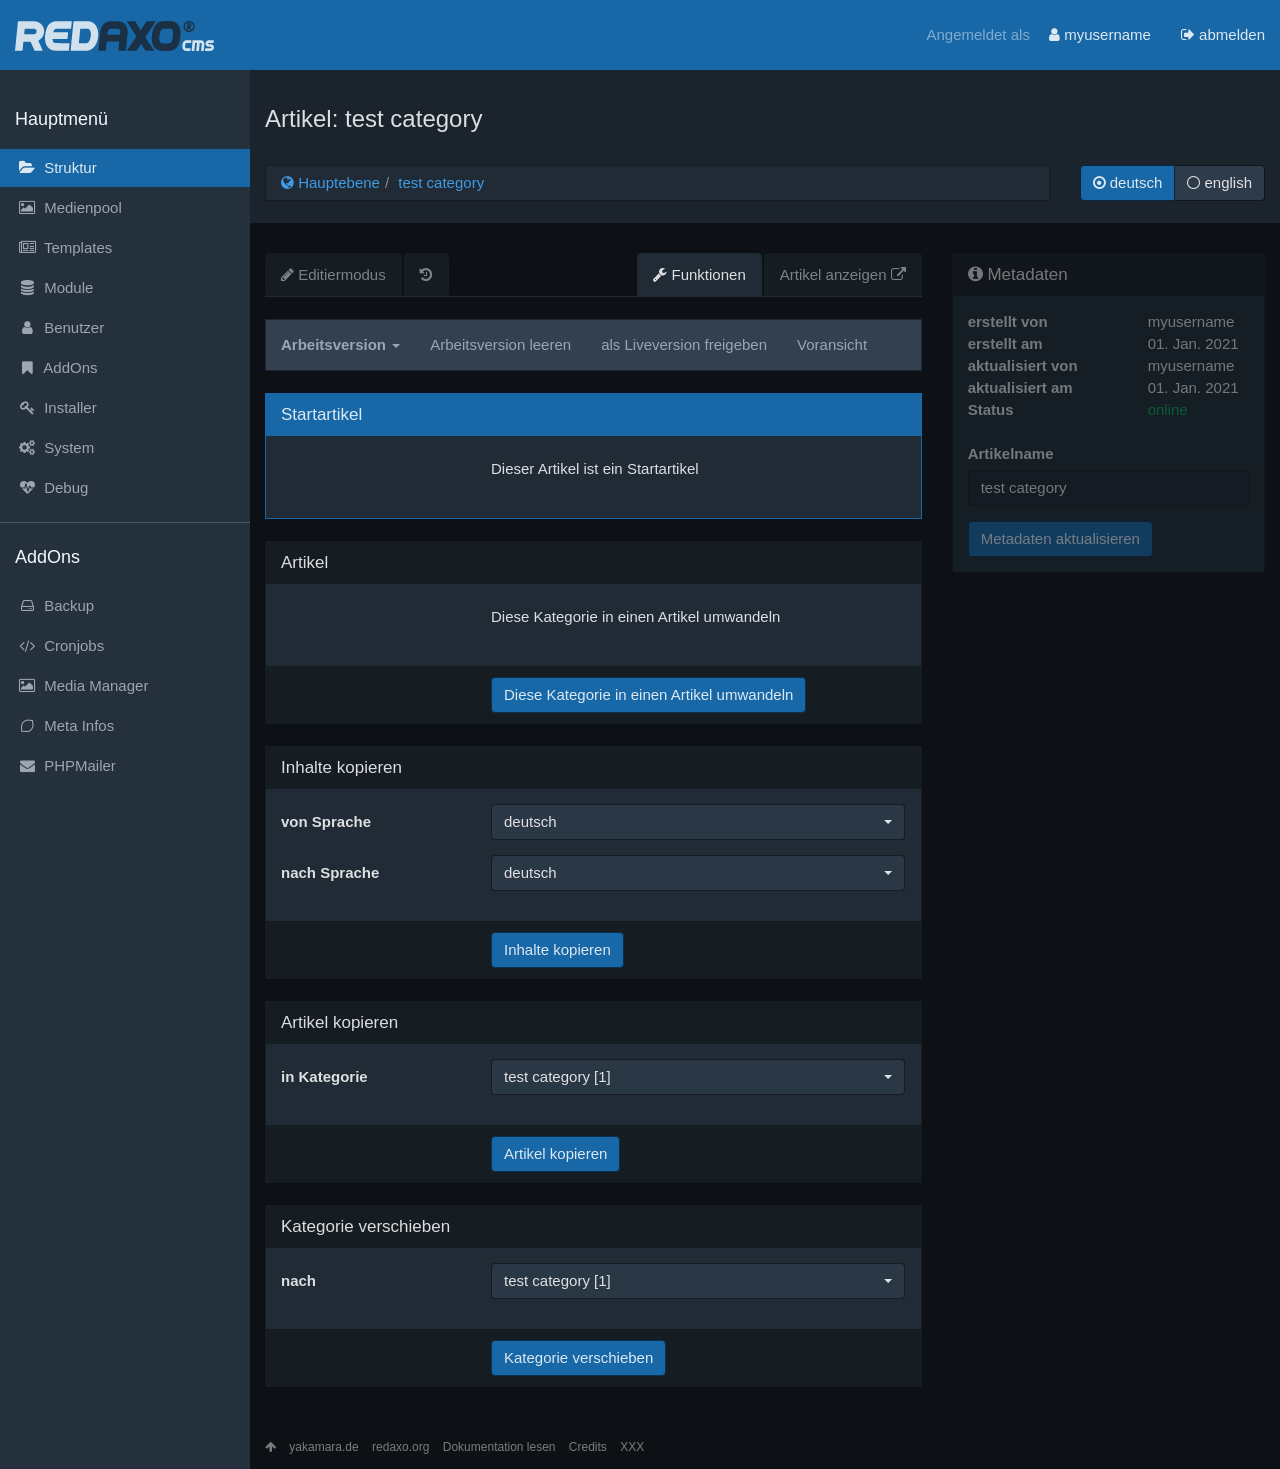 REDAXO® cms
Angemeldet als myusername abmelden
Hauptmenü
Struktur
Medienpool
Templates
Module
Benutzer
AddOns
Installer
System
Debug
AddOns
Backup
Cronjobs
Media Manager
Meta Infos
PHPMailer
Artikel: test category
Hauptebene / test category
deutsch english
Editiermodus Funktionen Artikel anzeigen
Arbeitsversion Arbeitsversion leeren als Liveversion freigeben Voransicht
Startartikel
Dieser Artikel ist ein Startartikel
Artikel
Diese Kategorie in einen Artikel umwandeln
Diese Kategorie in einen Artikel umwandeln
Inhalte kopieren
von Sprache deutsch
nach Sprache deutsch
Inhalte kopieren
Artikel kopieren
in Kategorie test category [1]
Artikel kopieren
Kategorie verschieben
nach test category [1]
Kategorie verschieben
Metadaten
erstellt von myusername
erstellt am 01. Jan. 2021
aktualisiert von myusername
aktualisiert am 01. Jan. 2021
Status online
Artikelname
test category
Metadaten aktualisieren
yakamara.de redaxo.org Dokumentation lesen Credits XXX